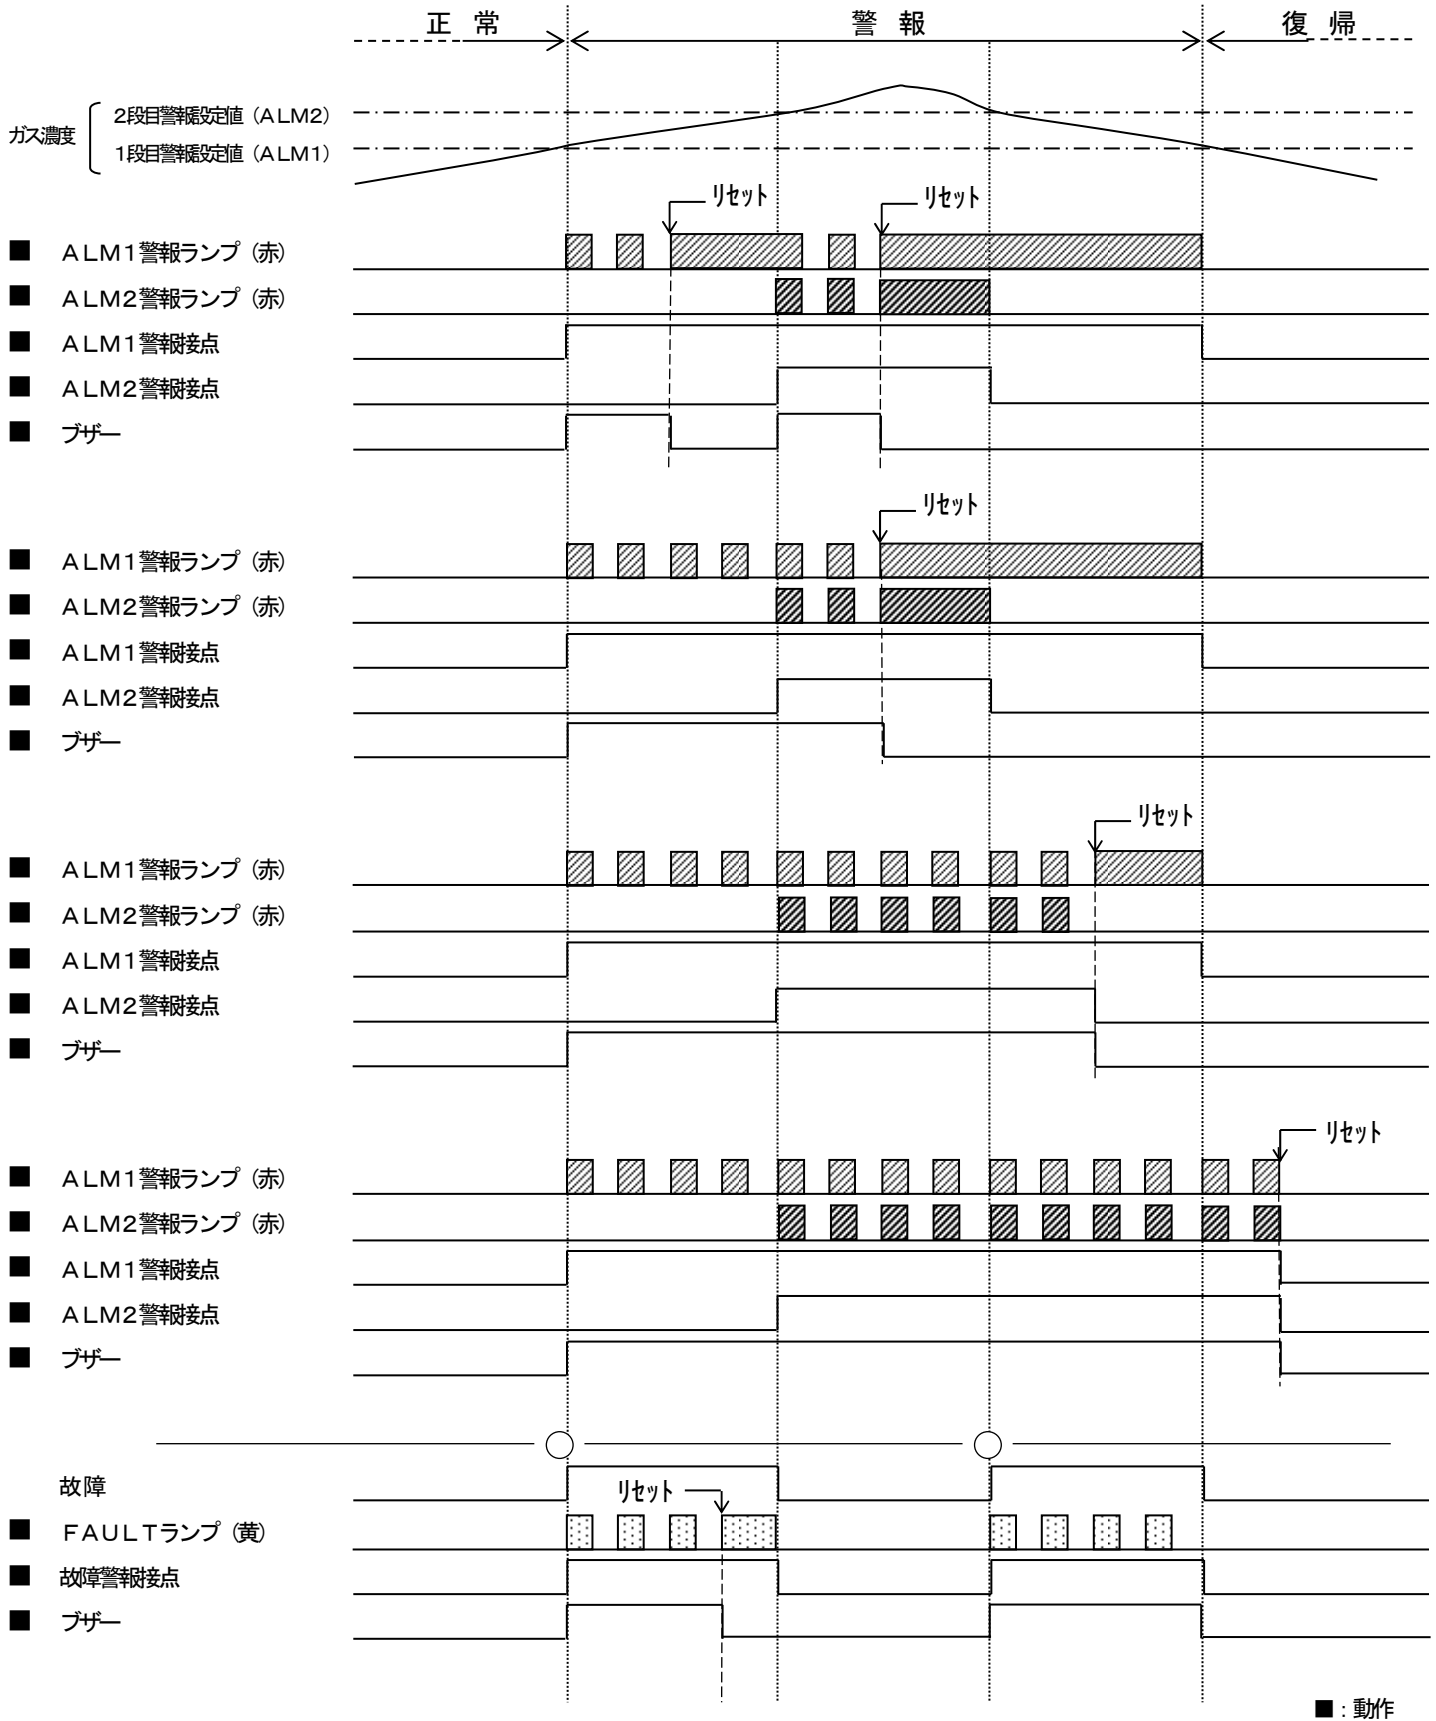 正常 警報 復帰
ガス濃度
2段目警報設定値（ALM2）
1段目警報設定値（ALM1）
リセット リセット
■ ALM1警報ランプ（赤）
■ ALM2警報ランプ（赤）
■ ALM1警報接点
■ ALM2警報接点
■ ブザー
リセット
■ ALM1警報ランプ（赤）
■ ALM2警報ランプ（赤）
■ ALM1警報接点
■ ALM2警報接点
■ ブザー
リセット
■ ALM1警報ランプ（赤）
■ ALM2警報ランプ（赤）
■ ALM1警報接点
■ ALM2警報接点
■ ブザー
リセット
■ ALM1警報ランプ（赤）
■ ALM2警報ランプ（赤）
■ ALM1警報接点
■ ALM2警報接点
■ ブザー
故障
リセット
■ FAULTランプ（黄）
■ 故障警報接点
■ ブザー
■：動作